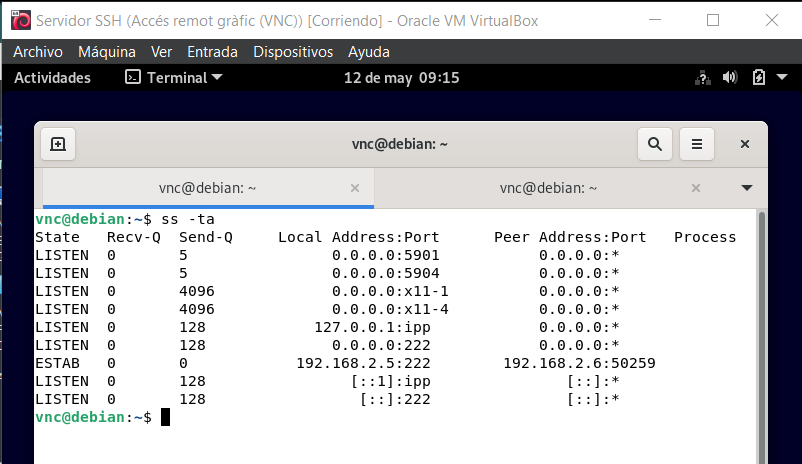 Servidor SSH (Accés remot gràfic (VNC)) [Corriendo] - Oracle VM VirtualBox
Archivo Máquina Ver Entrada Dispositivos Ayuda
Actividades Terminal 12 de may 09:15
vnc@debian: ~
vnc@debian: ~ vnc@debian: ~
vnc@debian:~$ ss -ta
State Recv-Q Send-Q Local Address:Port Peer Address:Port Process
LISTEN 0 5 0.0.0.0:5901 0.0.0.0:*
LISTEN 0 5 0.0.0.0:5904 0.0.0.0:*
LISTEN 0 4096 0.0.0.0:x11-1 0.0.0.0:*
LISTEN 0 4096 0.0.0.0:x11-4 0.0.0.0:*
LISTEN 0 128 127.0.0.1:ipp 0.0.0.0:*
LISTEN 0 128 0.0.0.0:222 0.0.0.0:*
ESTAB 0 0 192.168.2.5:222 192.168.2.6:50259
LISTEN 0 128 [::1]:ipp [::]:*
LISTEN 0 128 [::]:222 [::]:*
vnc@debian:~$